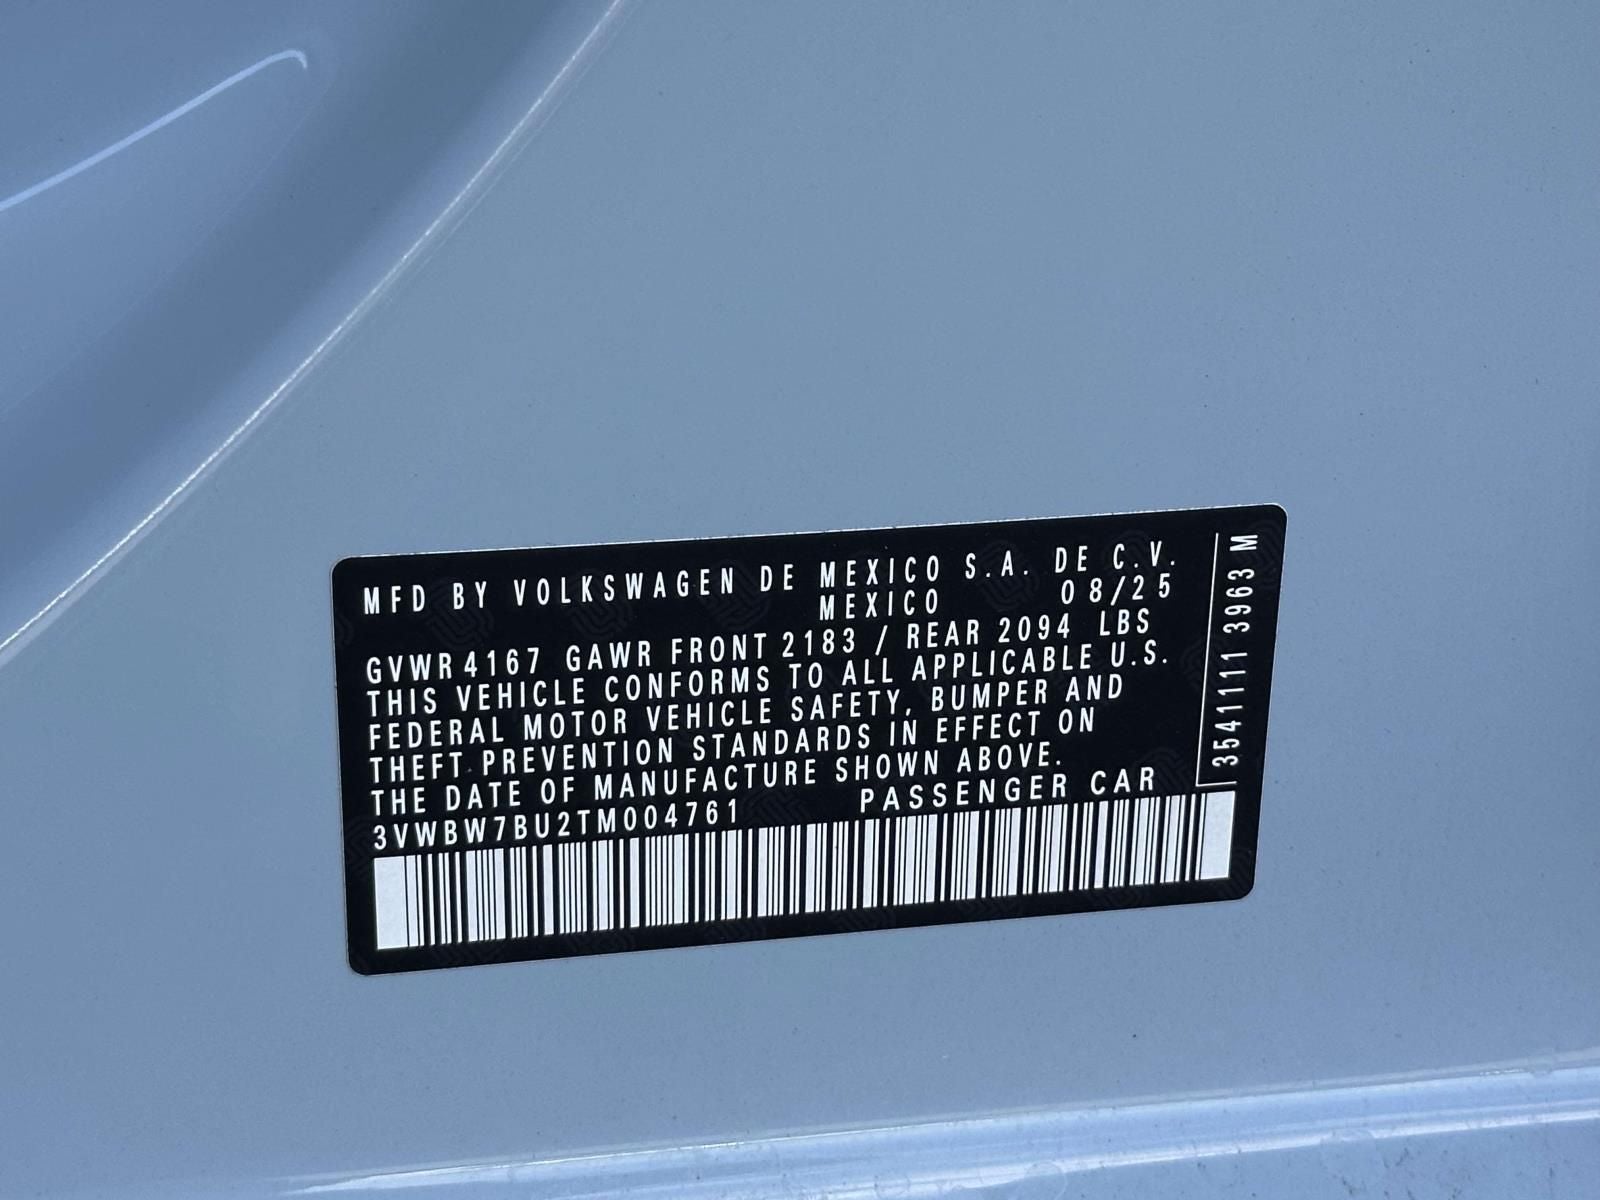 MFD BY VOLKSWAGEN DE MEXICO S.A. DE C.V.
MEXICO 08/25
GVWR 4167 GAWR FRONT 2183 / REAR 2094 LBS
THIS VEHICLE CONFORMS TO ALL APPLICABLE U.S.
FEDERAL MOTOR VEHICLE SAFETY, BUMPER AND
THEFT PREVENTION STANDARDS IN EFFECT ON
THE DATE OF MANUFACTURE SHOWN ABOVE.
3VWBW7BU2TM004761 PASSENGER CAR
3541111 3963 M